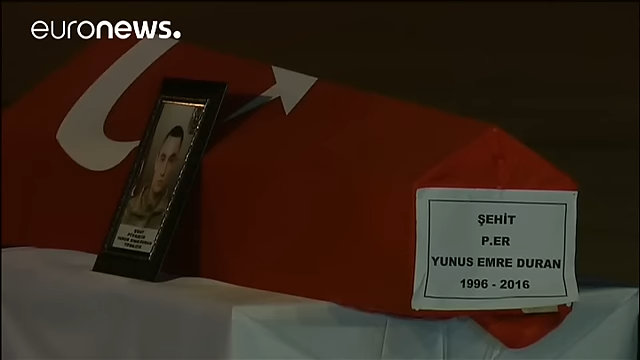 euronews.
ŞEHİT
P.ER
YUNUS EMRE DURAN
1996 - 2016